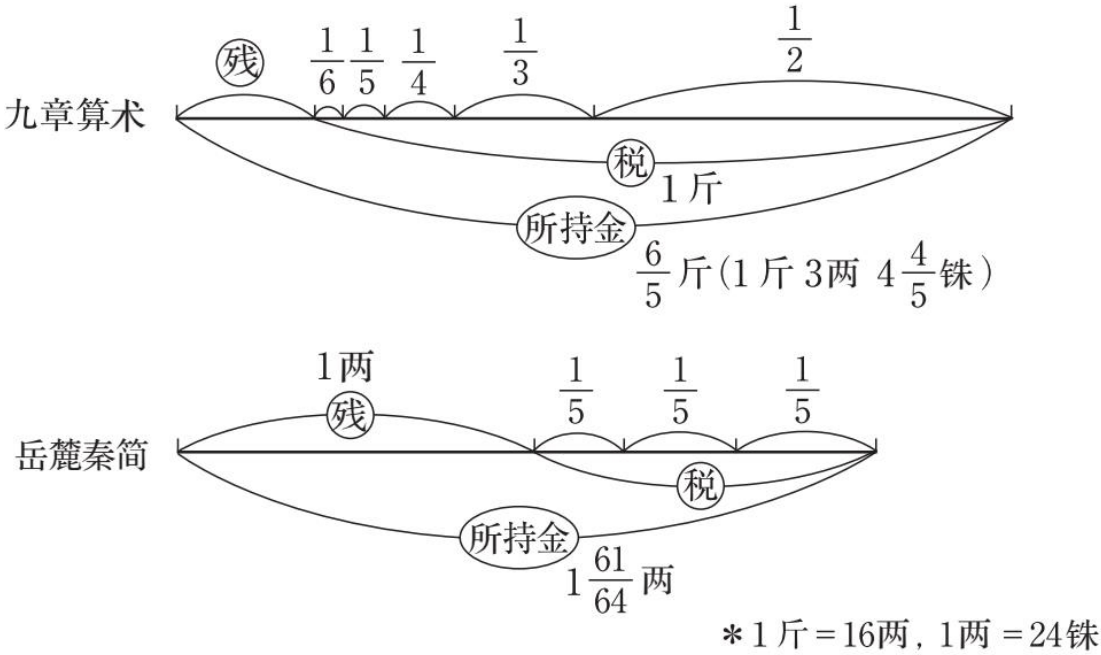 残 1/6 1/5 1/4 1/3 1/2
九章算术
税
1斤
所持金
6/5 斤(1斤 3两 4 4/5 铢)
1两
残 1/5 1/5 1/5
岳麓秦简
税
所持金
1 61/64 两
*1斤=16两, 1两=24铢